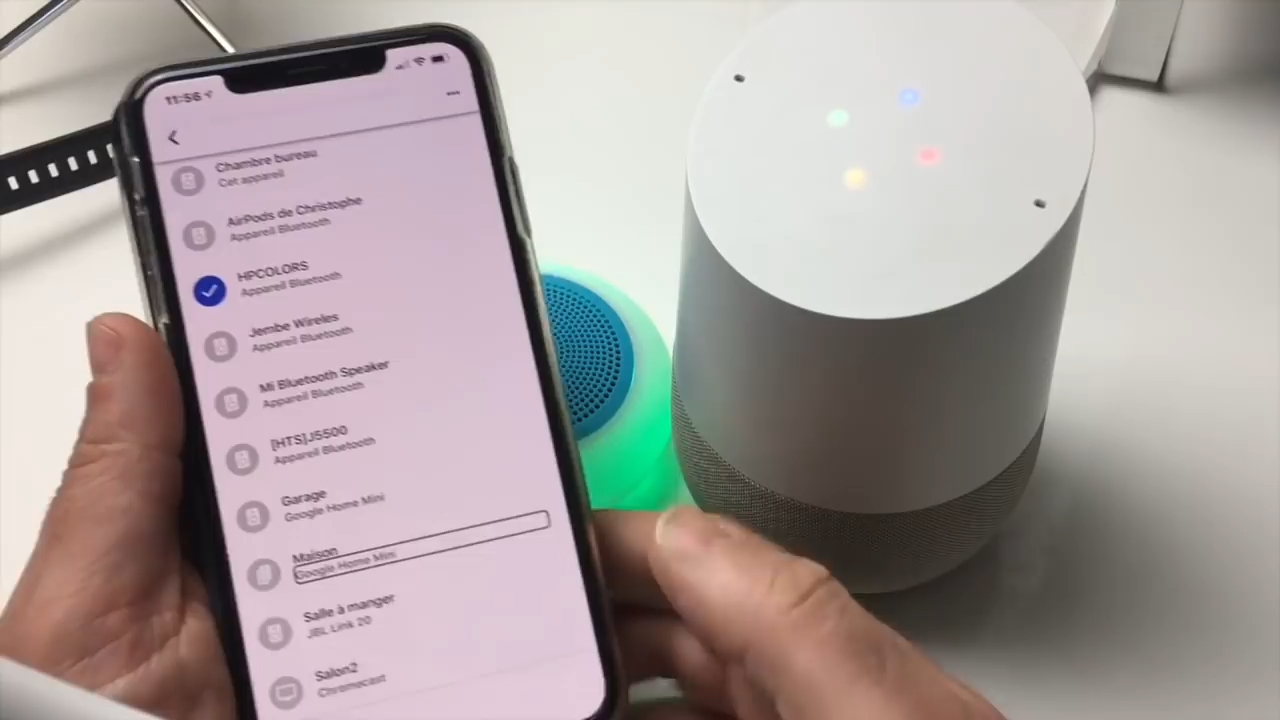 11:56
Chambre bureau
Cet appareil
AirPods de Christophe
Appareil Bluetooth
HPCOLORS
Appareil Bluetooth
Jembe Wireles
Appareil Bluetooth
Mi Bluetooth Speaker
Appareil Bluetooth
[HTS]J5500
Appareil Bluetooth
Garage
Google Home Mini
Maison
Google Home Mini
Salle à manger
JBL Link 20
Salon2
Chromecast